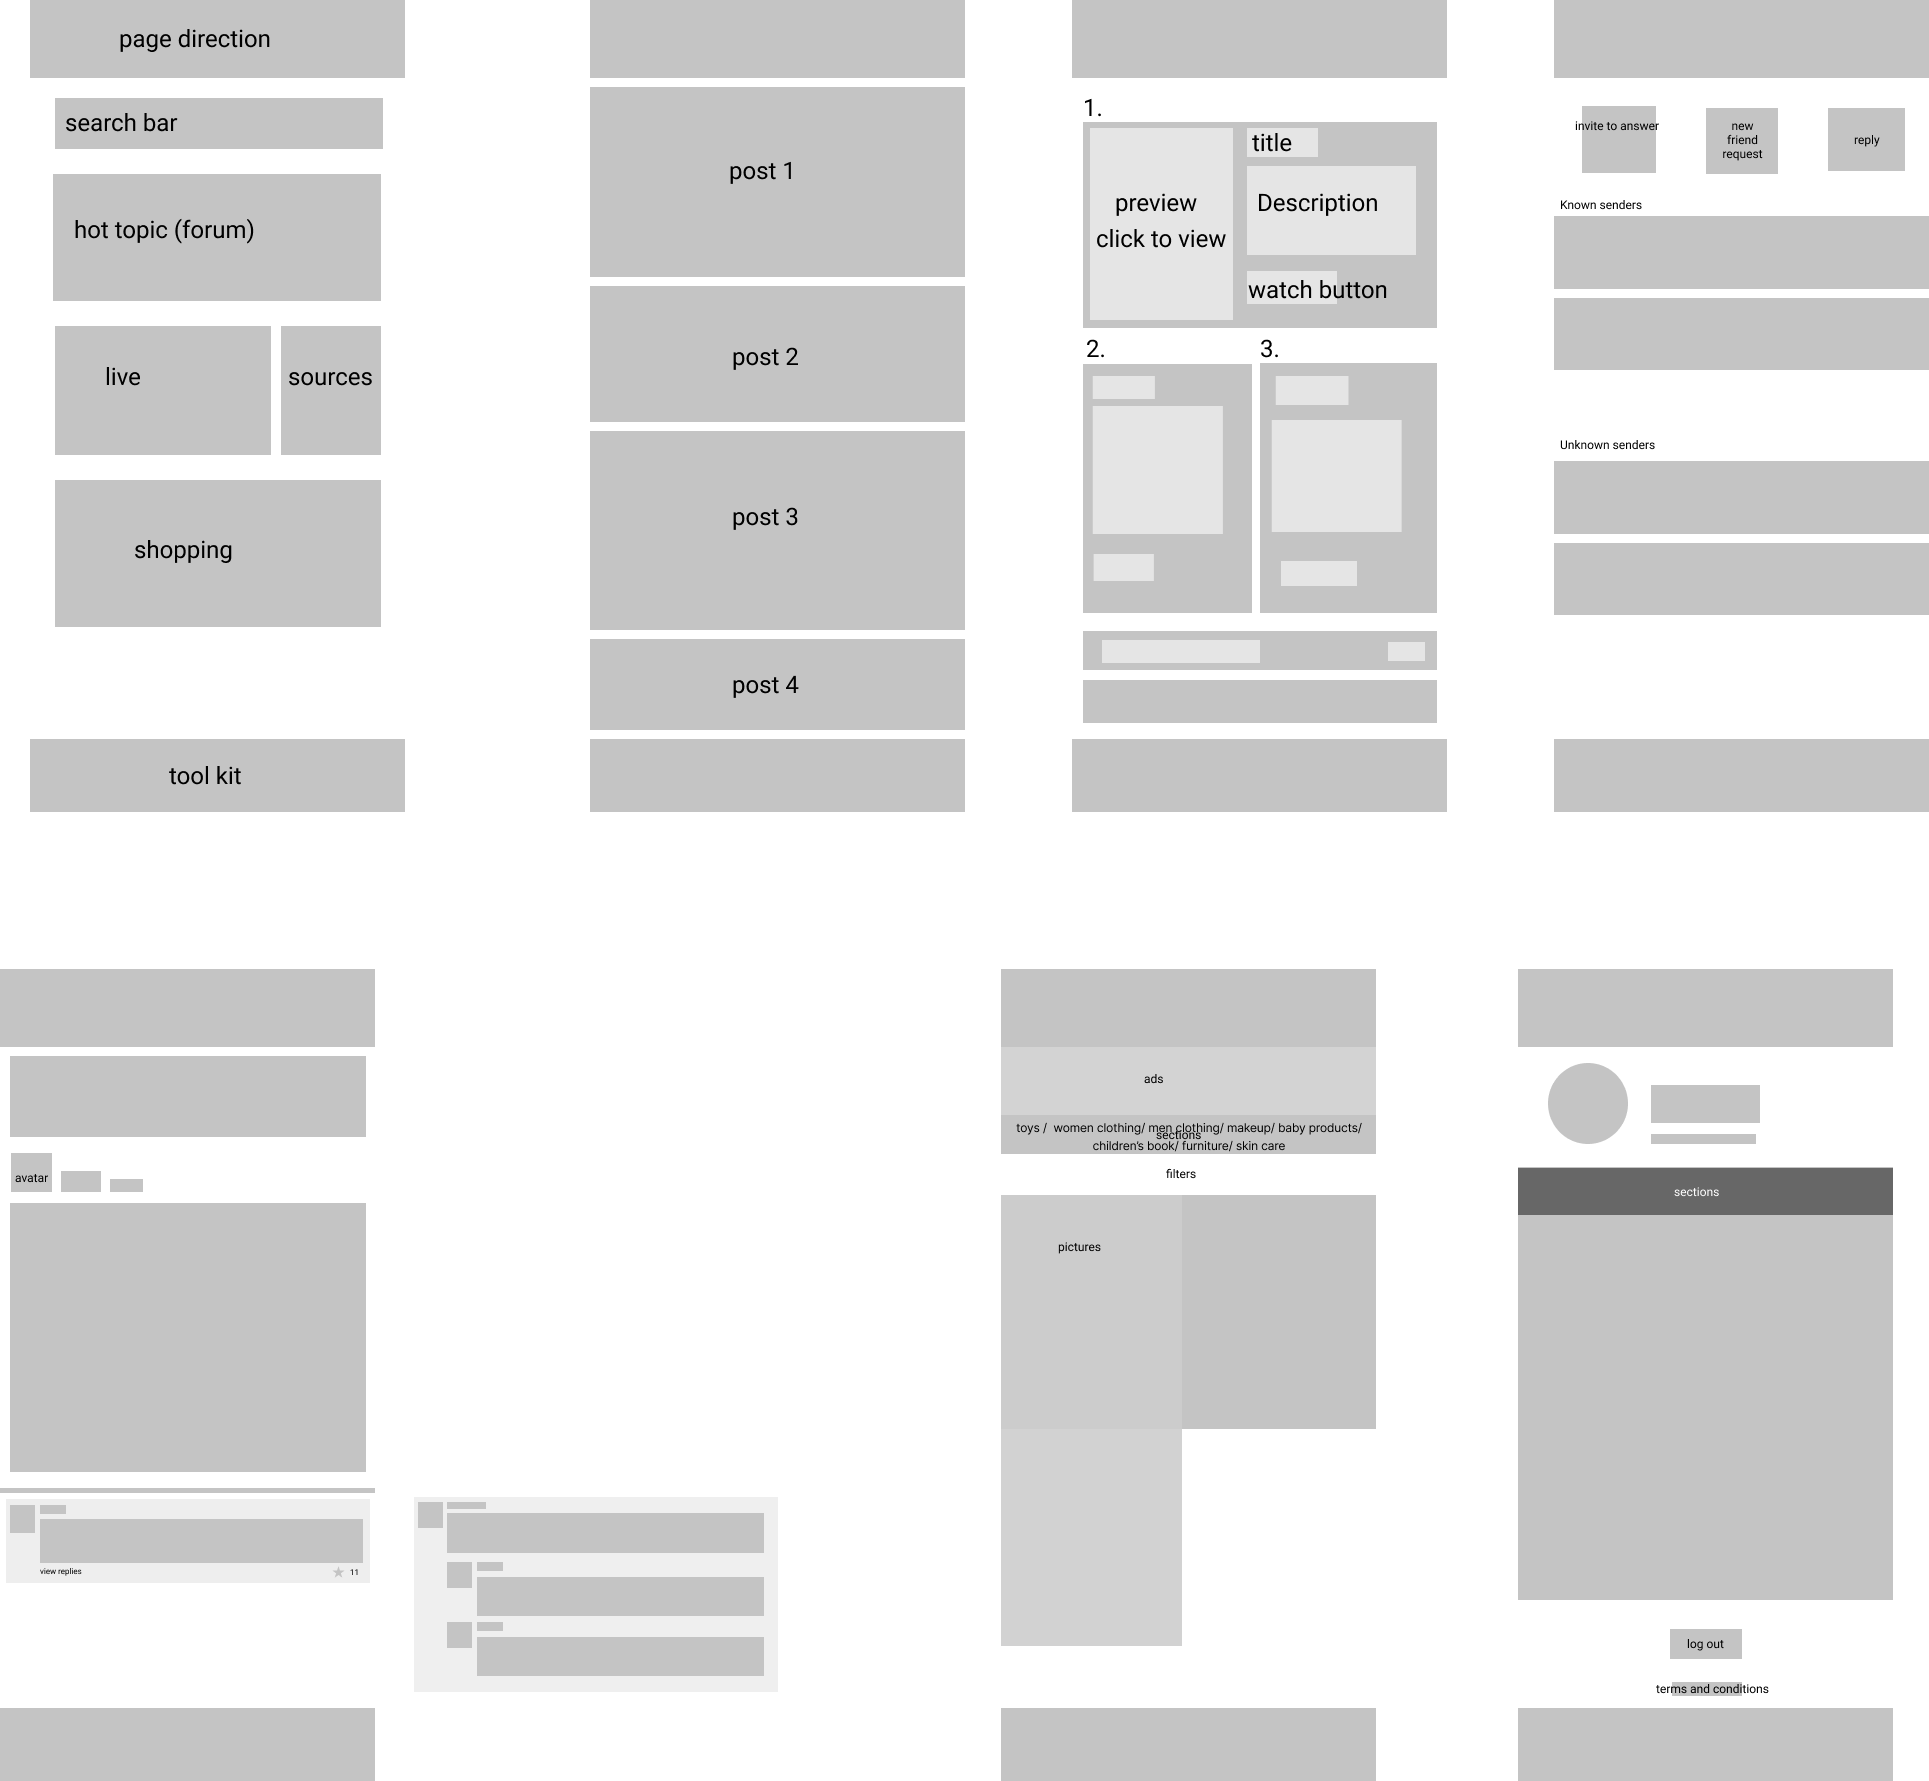 page direction
search bar
hot topic (forum)
live
sources
shopping
tool kit
post 1
post 2
post 3
post 4
1.
preview
click to view
title
Description
watch button
2.
3.
invite to answer
new
friend
request
reply
Known senders
Unknown senders
avatar
view replies
11
ads
toys /  women clothing/ men clothing/ makeup/ baby products/
sections
children's book/ furniture/ skin care
filters
pictures
sections
log out
terms and conditions